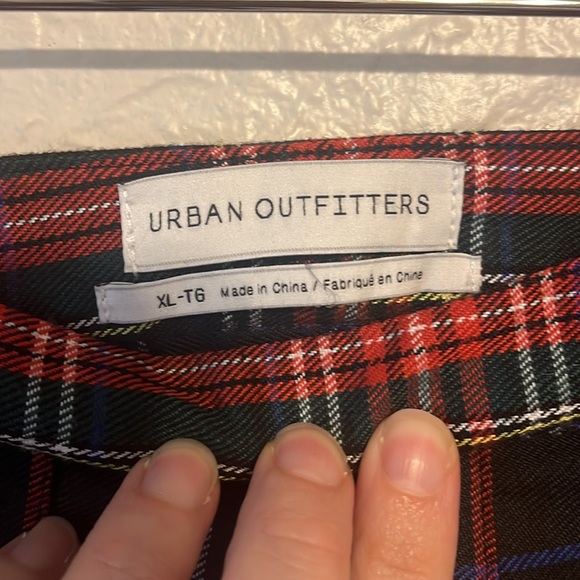 URBAN OUTFITTERS
XL-TG Made in China / Fabriqué en Chine